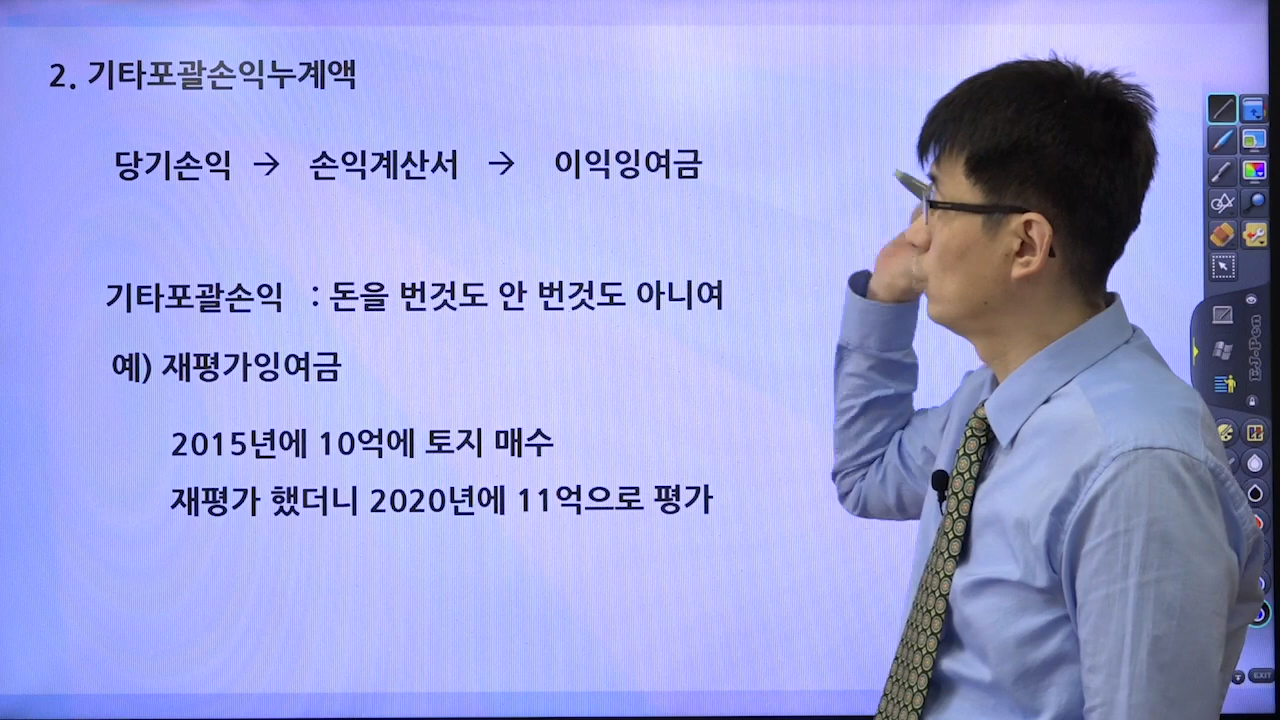 2. 기타포괄손익누계액
당기손익 → 손익계산서 → 이익잉여금
기타포괄손익 : 돈을 번것도 안 번것도 아니여
예) 재평가잉여금
2015년에 10억에 토지 매수
재평가 했더니 2020년에 11억으로 평가
EJ-Pen
EXIT